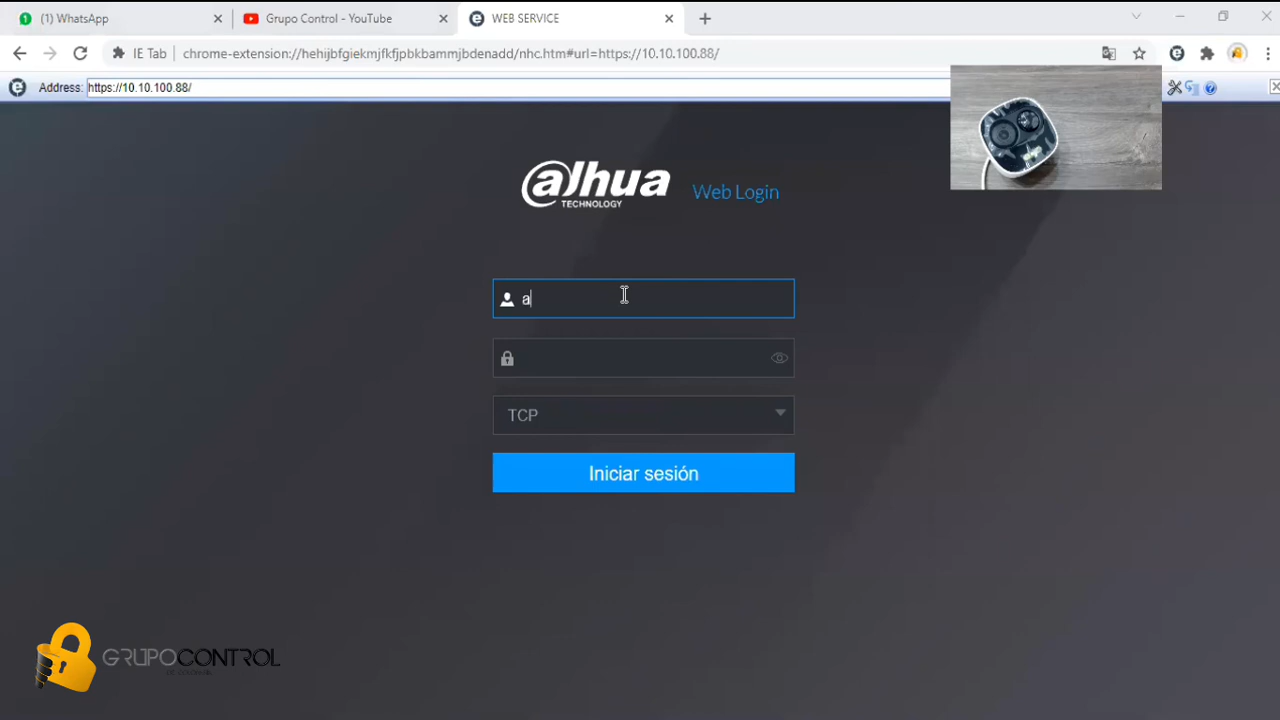 (1) WhatsApp
Grupo Control - YouTube
WEB SERVICE
IE Tab
chrome-extension://hehijbfgiekmjfkfjpbkbammjbdenadd/nhc.htm#url=https://10.10.100.88/
Address: https://10.10.100.88/
alhua
TECHNOLOGY
Web Login
a
TCP
Iniciar sesión
GRUPOCONTROL